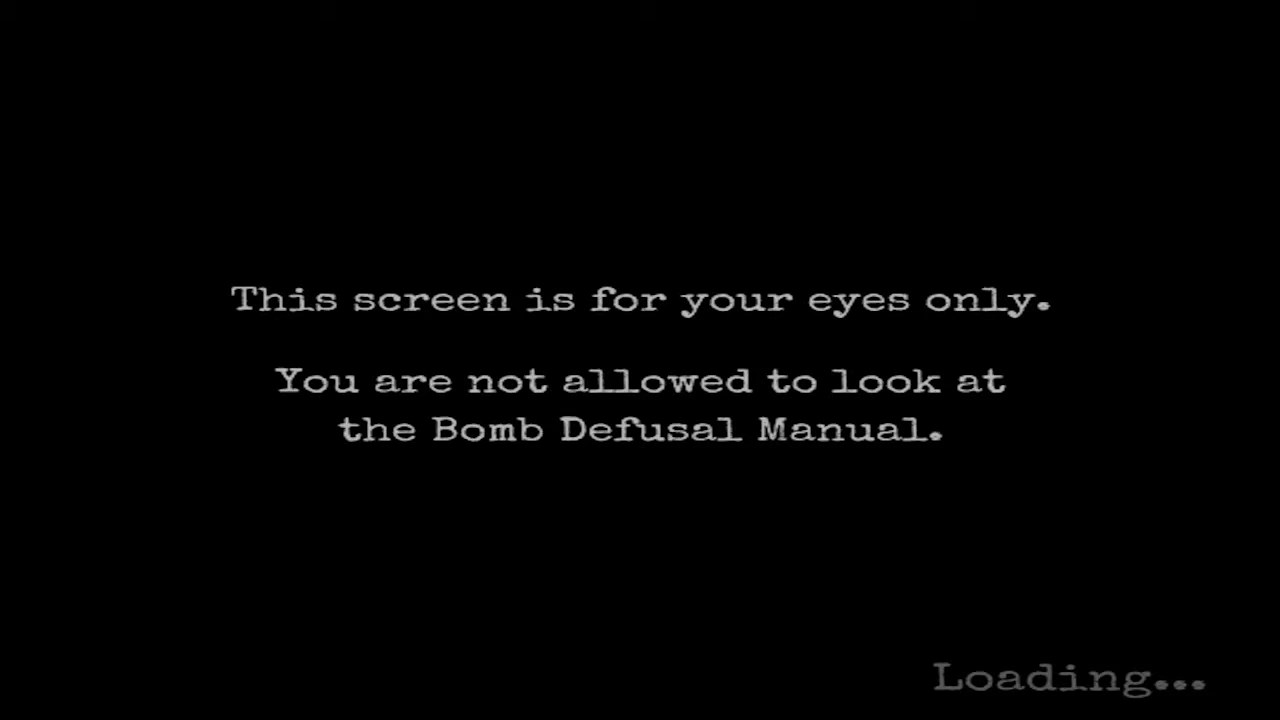 This screen is for your eyes only.
You are not allowed to look at
the Bomb Defusal Manual.
Loading...